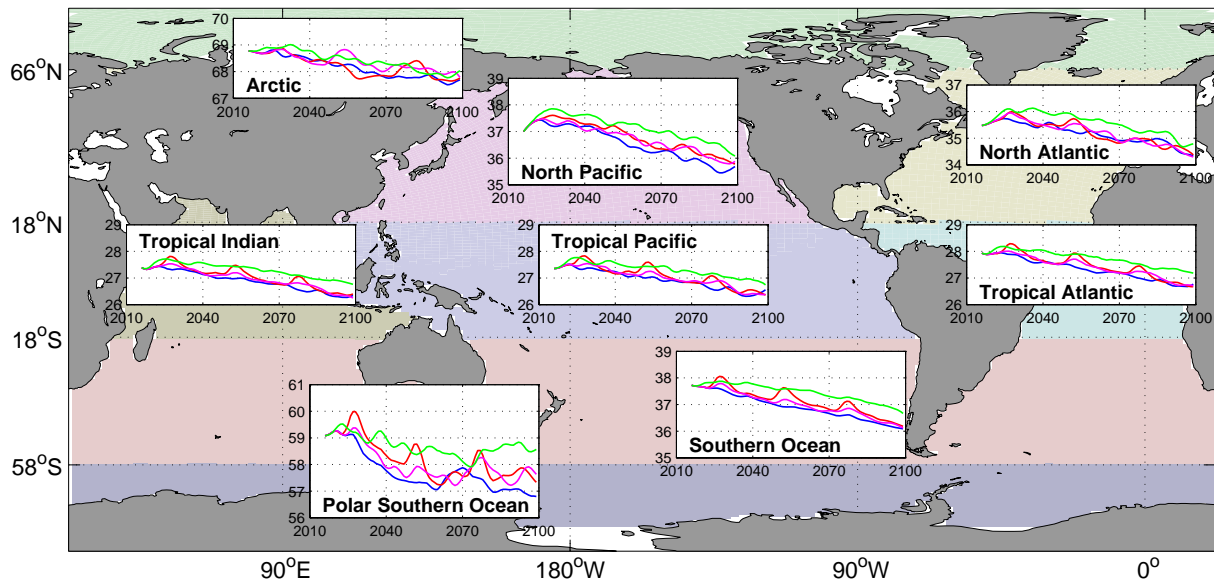 70
69
68
67
2010 2040 2070 2100
Arctic
39
38
37
36
35
2010 2040 2070 2100
North Pacific
37
36
35
34
2010 2040 2070 2100
North Atlantic
29
28
27
26
2010 2040 2070 2100
Tropical Indian
29
28
27
26
2010 2040 2070 2100
Tropical Pacific
29
28
27
26
2010 2040 2070 2100
Tropical Atlantic
61
60
59
58
57
56
2010 2040 2070 2100
Polar Southern Ocean
39
38
37
36
35
2010 2040 2070 2100
Southern Ocean
66°N
18°N
18°S
58°S
90°E 180°W 90°W 0°